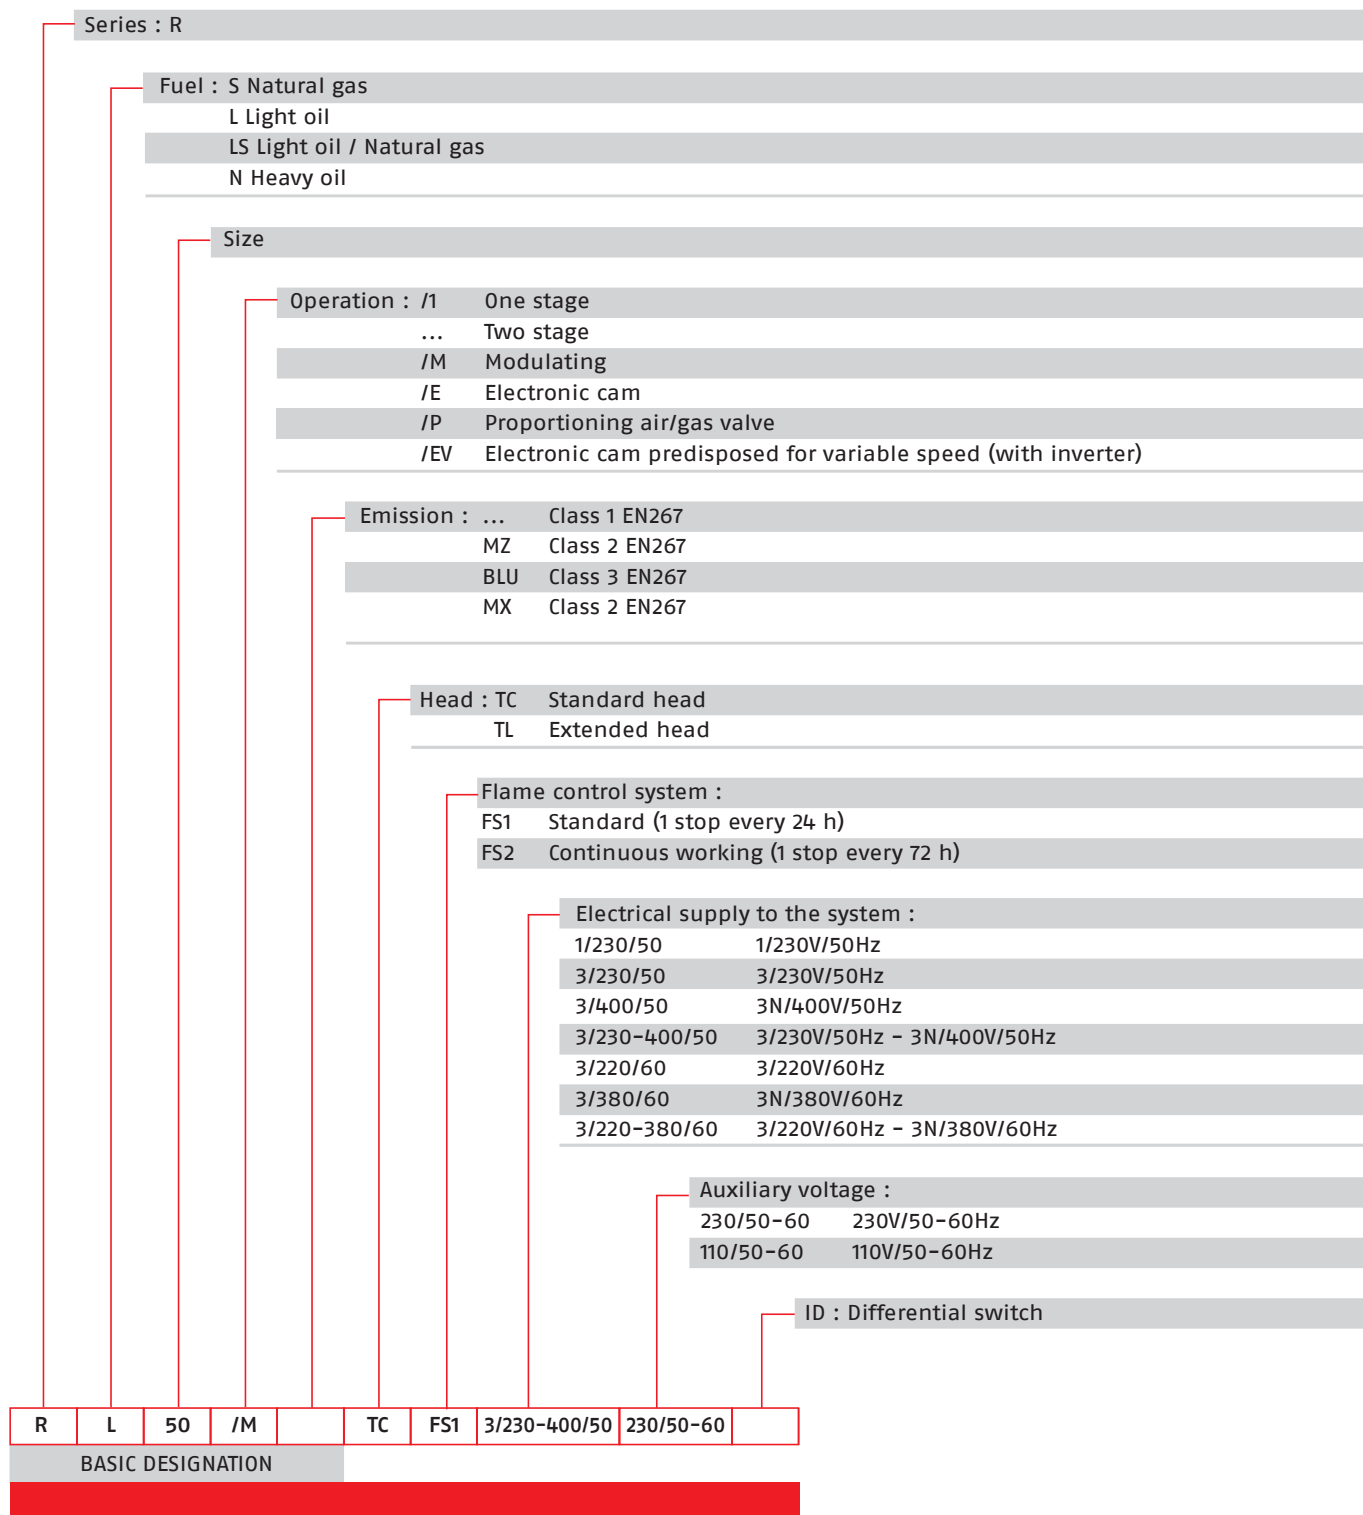 Series : R
Fuel : S Natural gas
L Light oil
LS Light oil / Natural gas
N Heavy oil
Size
Operation : /1 One stage
... Two stage
/M Modulating
/E Electronic cam
/P Proportioning air/gas valve
/EV Electronic cam predisposed for variable speed (with inverter)
Emission : ... Class 1 EN267
MZ Class 2 EN267
BLU Class 3 EN267
MX Class 2 EN267
Head : TC Standard head
TL Extended head
Flame control system :
FS1 Standard (1 stop every 24 h)
FS2 Continuous working (1 stop every 72 h)
Electrical supply to the system :
1/230/50 1/230V/50Hz
3/230/50 3/230V/50Hz
3/400/50 3N/400V/50Hz
3/230-400/50 3/230V/50Hz - 3N/400V/50Hz
3/220/60 3/220V/60Hz
3/380/60 3N/380V/60Hz
3/220-380/60 3/220V/60Hz - 3N/380V/60Hz
Auxiliary voltage :
230/50-60 230V/50-60Hz
110/50-60 110V/50-60Hz
ID : Differential switch
R L 50 /M TC FS1 3/230-400/50 230/50-60
BASIC DESIGNATION